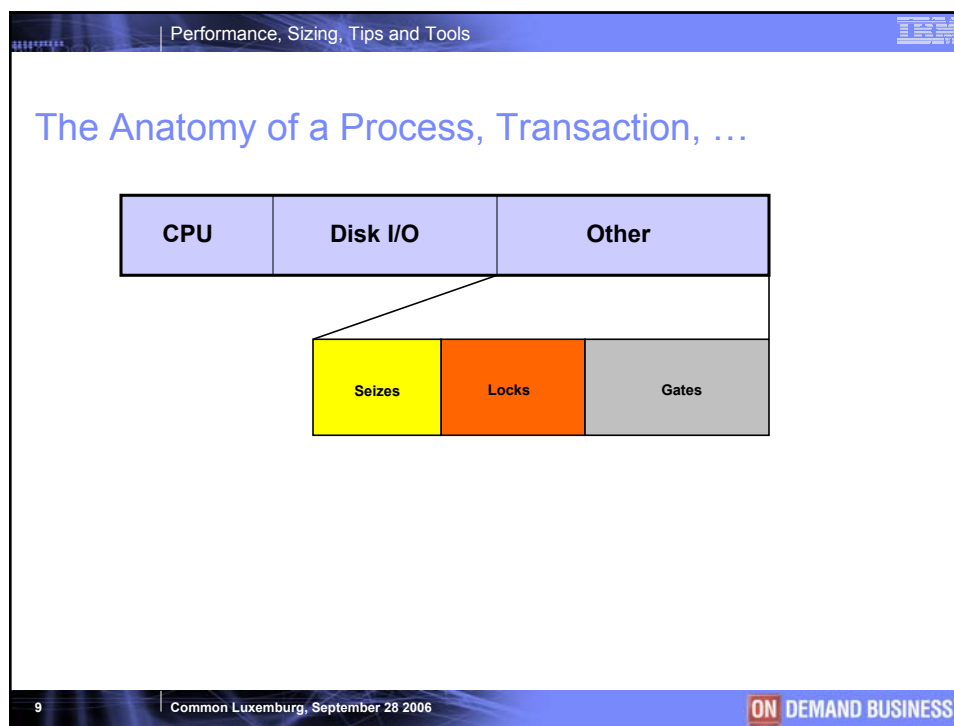 Performance, Sizing, Tips and Tools
IBM
The Anatomy of a Process, Transaction, …
CPU Disk I/O Other
Seizes Locks Gates
9 Common Luxemburg, September 28 2006 ON DEMAND BUSINESS